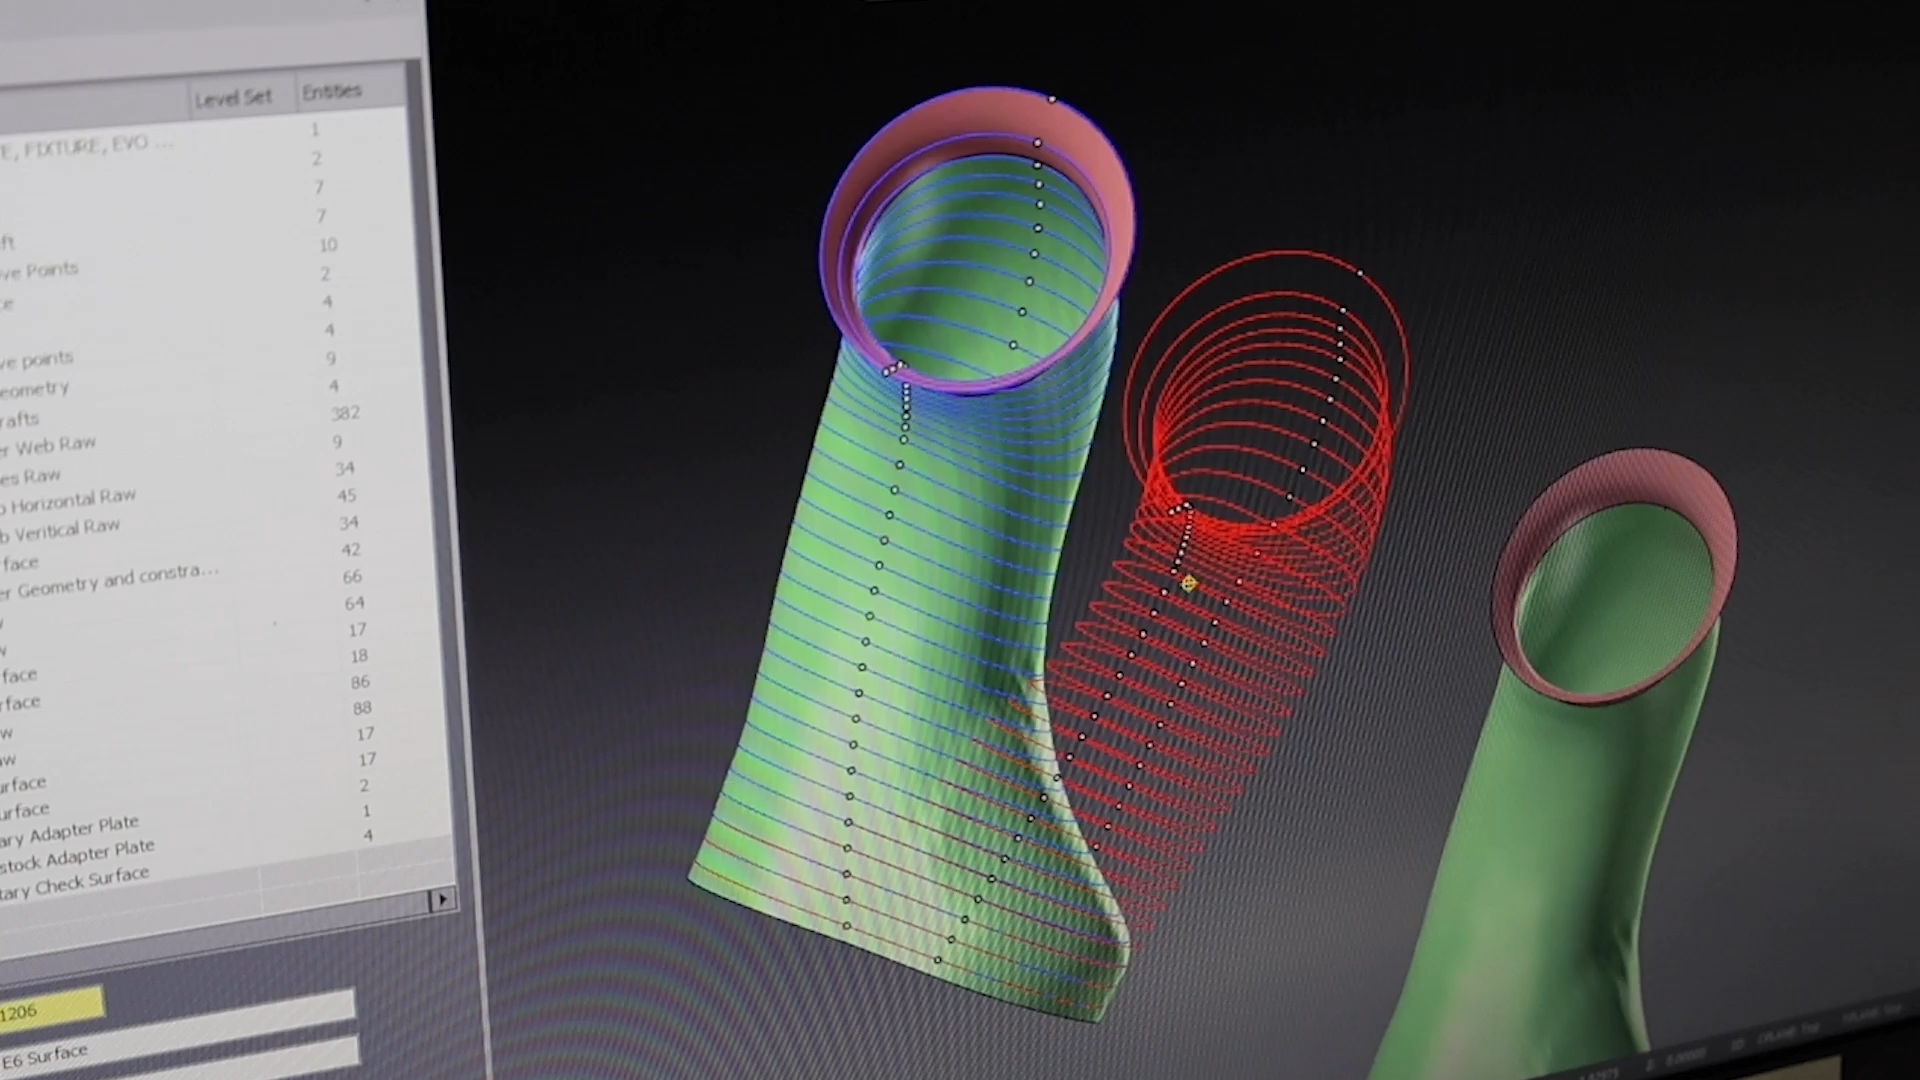 Level Set Entities
E, FIXTURE, EVO ... 1
2
7
7
ft 10
ve Points 2
e 4
4
ve points 9
eometry 4
rafts 382
er Web Raw 9
es Raw 34
o Horizontal Raw 45
b Veritical Raw 34
face 42
er Geometry and constra... 66
64
17
face 18
rface 86
w 88
aw 17
urface 17
urface 2
ary Adapter Plate 1
stock Adapter Plate 4
tary Check Surface
1206
E6 Surface